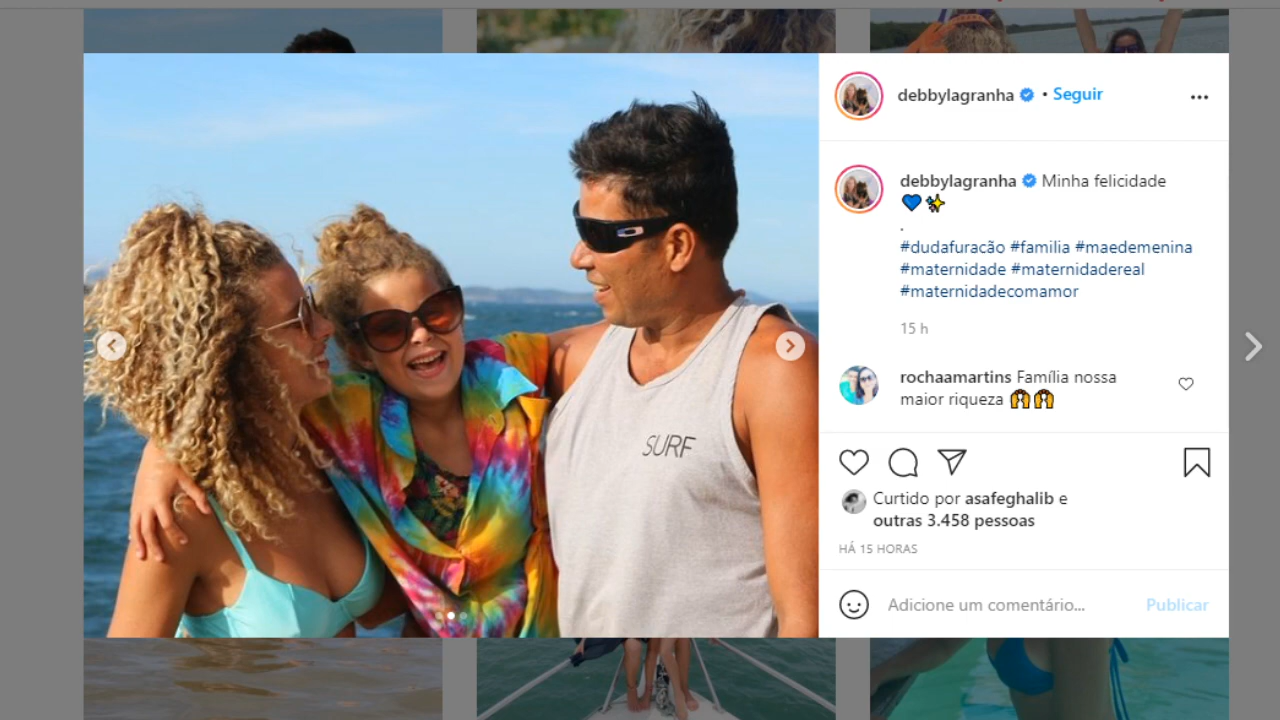 debbylagranha • Seguir
debbylagranha Minha felicidade
💙✨
.
#dudafuracão #familia #maedemenina
#maternidade #maternidadereal
#maternidadecomamor
15 h
rochaamartins Família nossa
maior riqueza 🙌🙌
SURF
Curtido por asafeghalib e
outras 3.458 pessoas
HÁ 15 HORAS
Adicione um comentário... Publicar